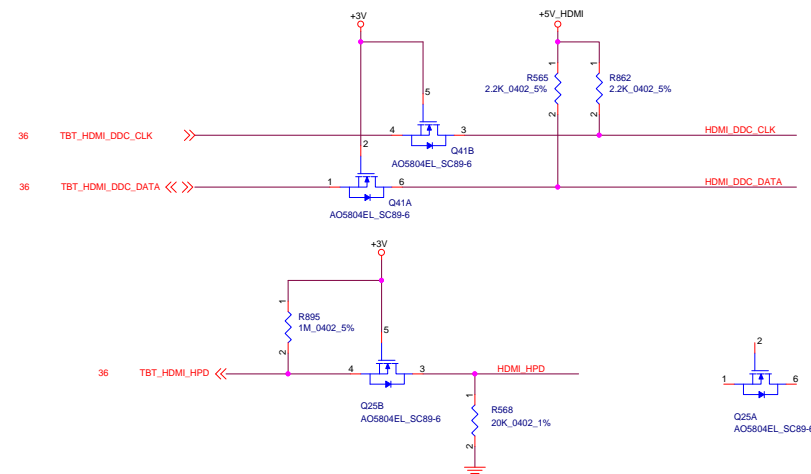 +3V
+5V_HDMI
1
R565
2.2K_0402_5%
2
1
R862
2.2K_0402_5%
2
5
36 TBT_HDMI_DDC_CLK
4
3
HDMI_DDC_CLK
Q41B
AO5804EL_SC89-6
2
36 TBT_HDMI_DDC_DATA
1
6
HDMI_DDC_DATA
Q41A
AO5804EL_SC89-6
+3V
1
R895
1M_0402_5%
2
5
36 TBT_HDMI_HPD
4
3
HDMI_HPD
Q25B
AO5804EL_SC89-6
1
R568
20K_0402_1%
2
2
1
6
Q25A
AO5804EL_SC89-6